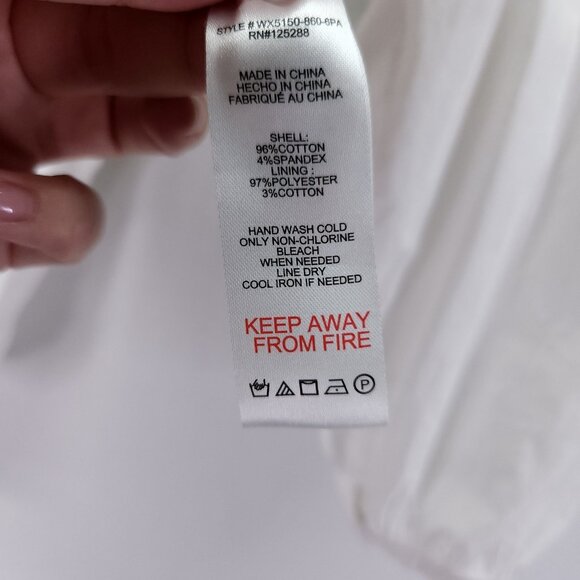 STYLE # WX5150-860-6PA
RN#125288
MADE IN CHINA
HECHO EN CHINA
FABRIQUÉ AU CHINA
SHELL:
96%COTTON
4%SPANDEX
LINING :
97%POLYESTER
3%COTTON
HAND WASH COLD
ONLY NON-CHLORINE
BLEACH
WHEN NEEDED
LINE DRY
COOL IRON IF NEEDED
KEEP AWAY
FROM FIRE
P